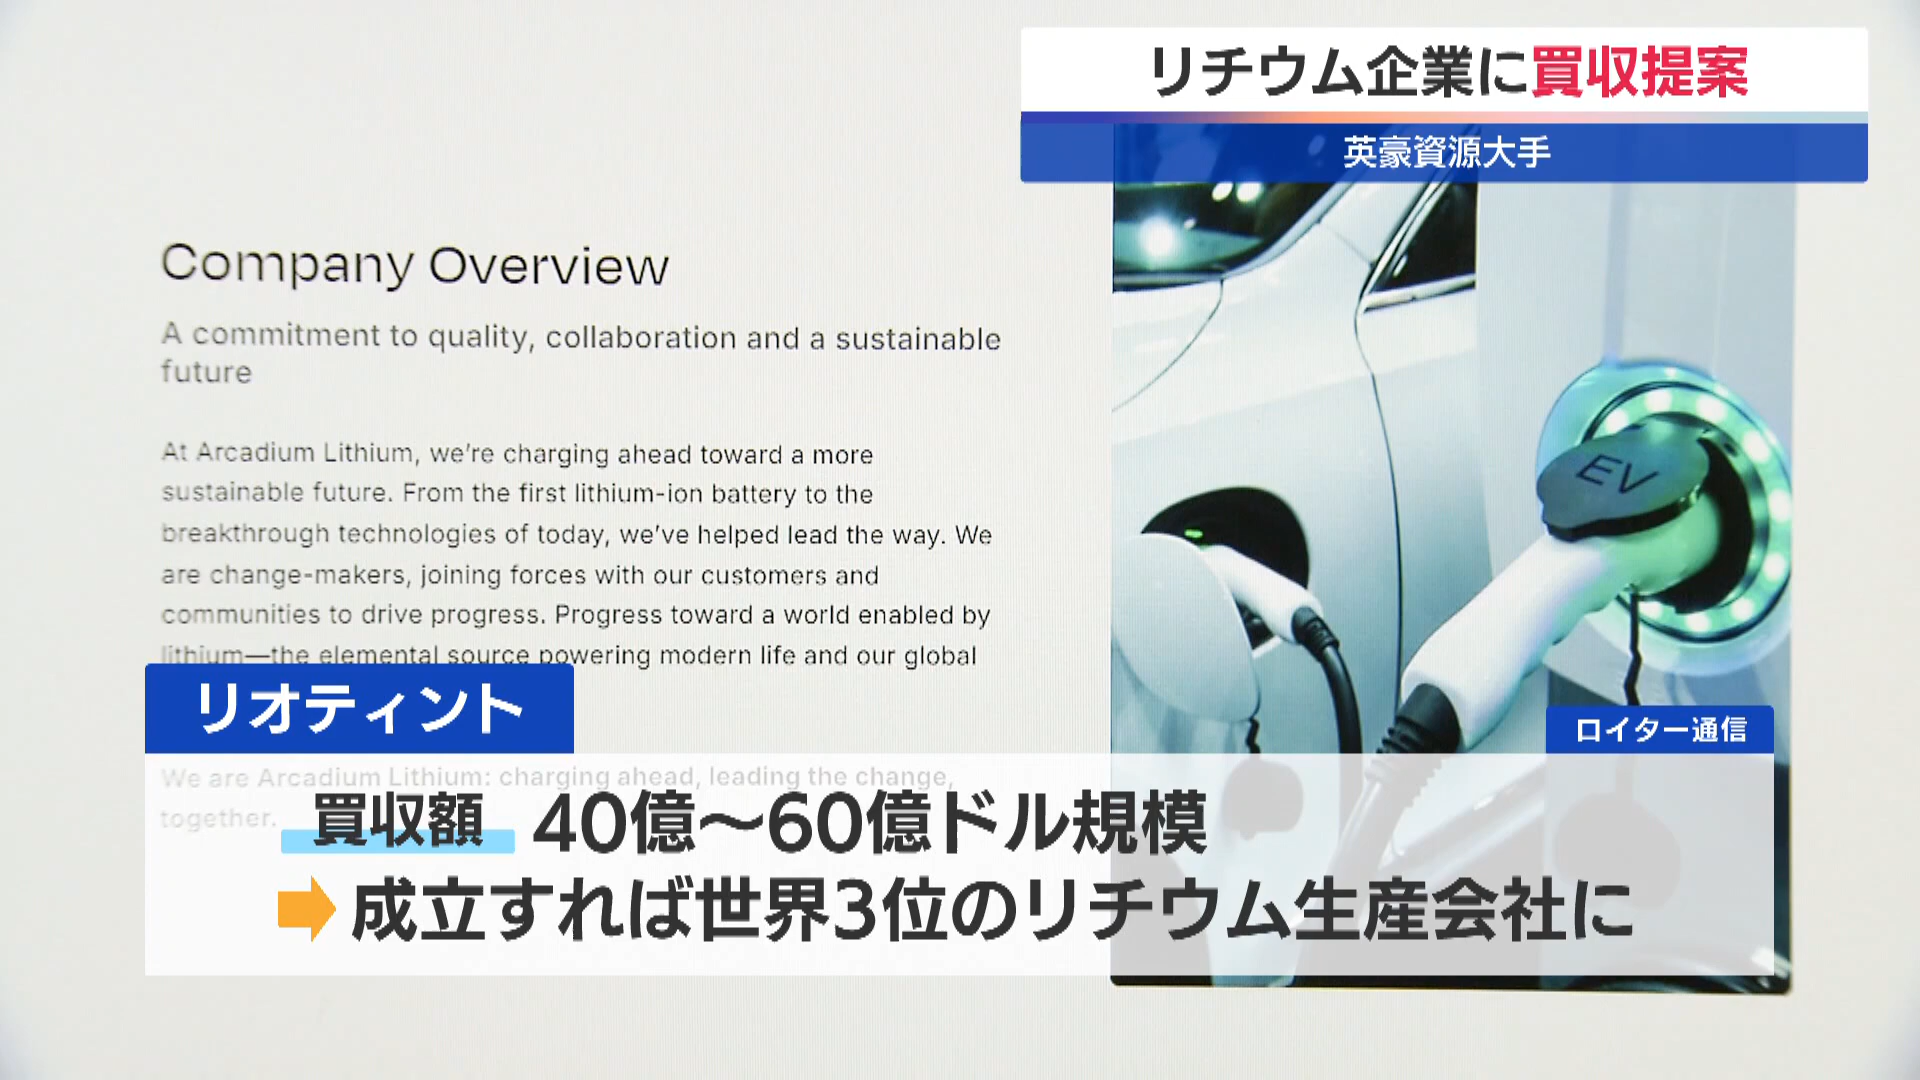 リチウム企業に買収提案
英豪資源大手
Company Overview
A commitment to quality, collaboration and a sustainable
future
At Arcadium Lithium, we're charging ahead toward a more
sustainable future. From the first lithium-ion battery to the
breakthrough technologies of today, we've helped lead the way. We
are change-makers, joining forces with our customers and
communities to drive progress. Progress toward a world enabled by
lithium—the elemental source powering modern life and our global
EV
リオティント
ロイター通信
We are Arcadium Lithium: charging ahead, leading the change,
together.
買収額 40億～60億ドル規模
➡成立すれば世界3位のリチウム生産会社に